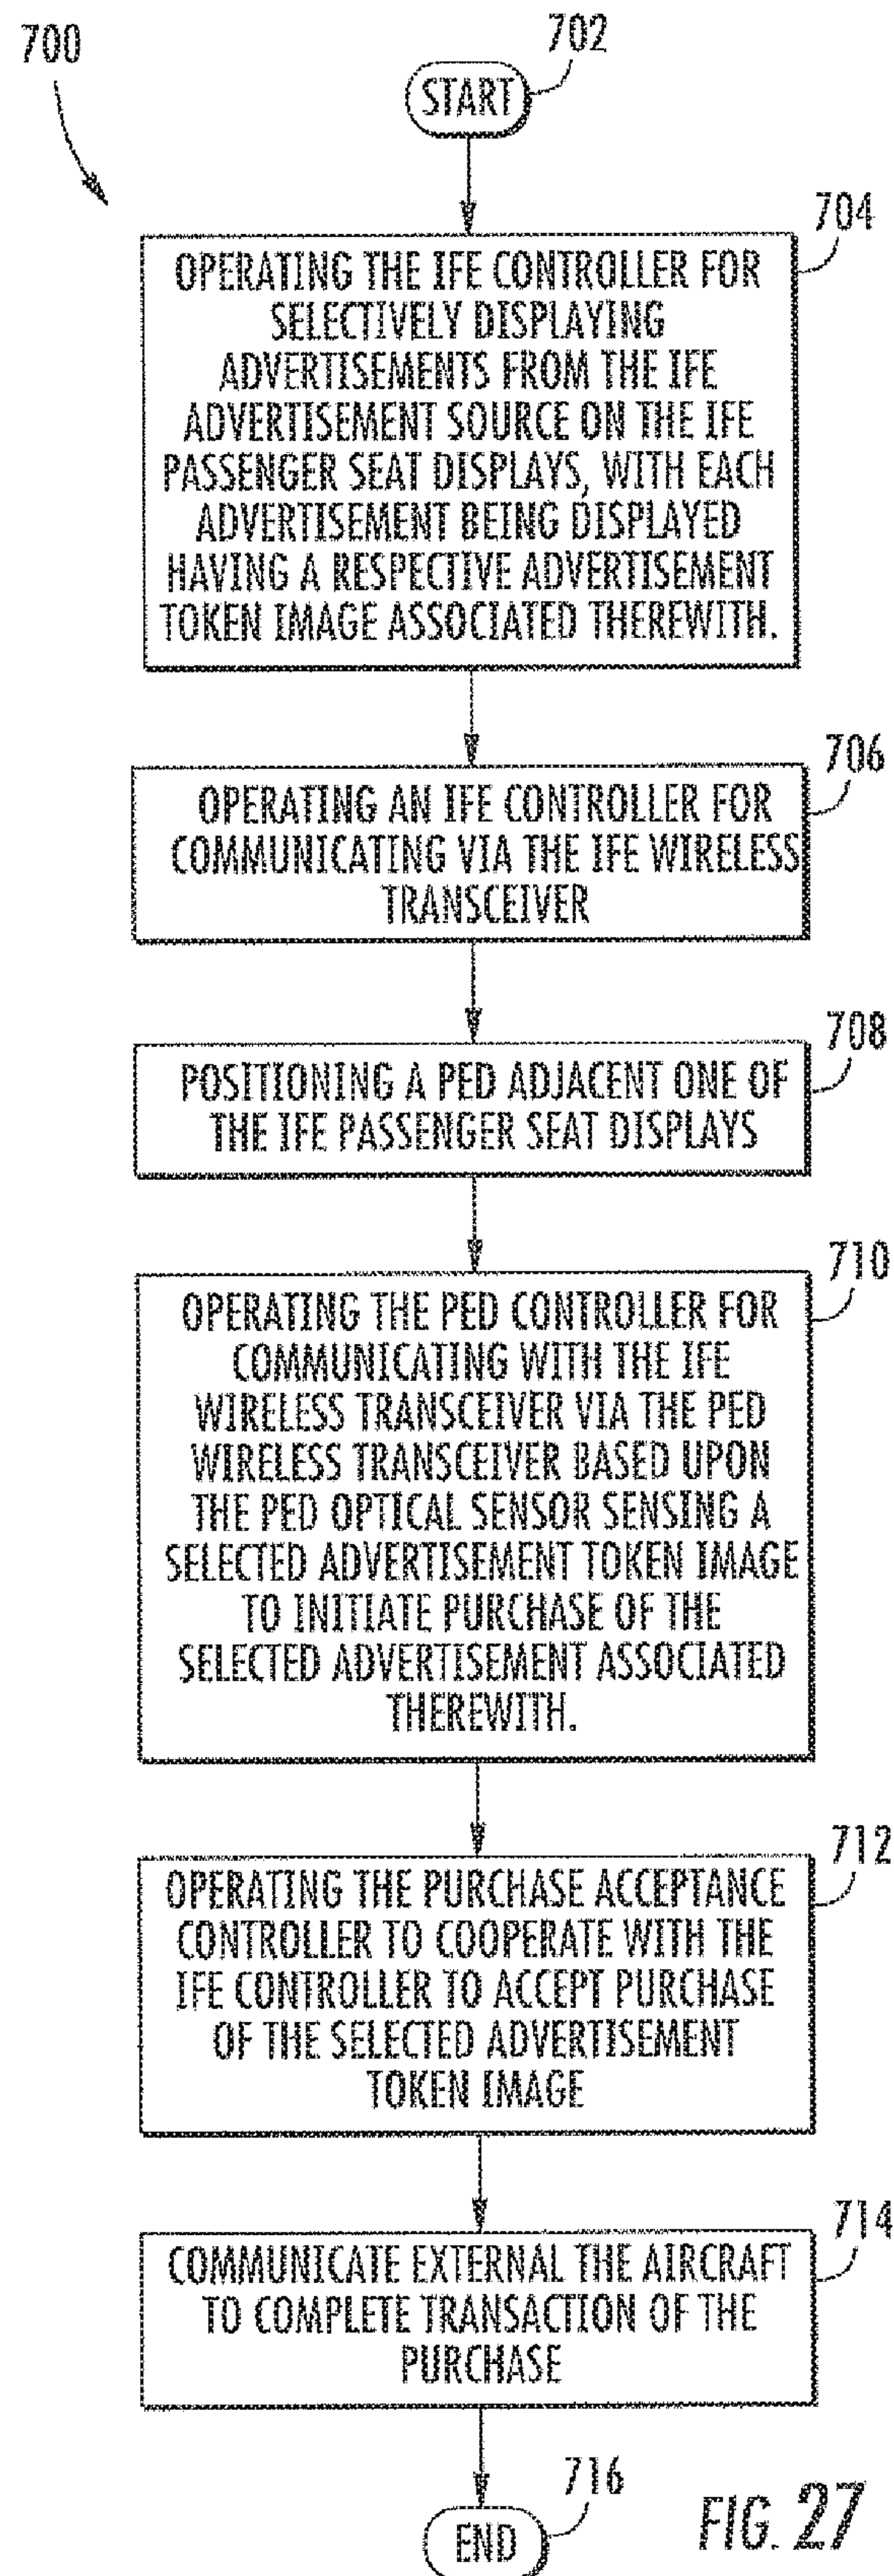 700
702
START
704
OPERATING THE IFE CONTROLLER FOR
SELECTIVELY DISPLAYING
ADVERTISEMENTS FROM THE IFE
ADVERTISEMENT SOURCE ON THE IFE
PASSENGER SEAT DISPLAYS, WITH EACH
ADVERTISEMENT BEING DISPLAYED
HAVING A RESPECTIVE ADVERTISEMENT
TOKEN IMAGE ASSOCIATED THEREWITH.
706
OPERATING AN IFE CONTROLLER FOR
COMMUNICATING VIA THE IFE WIRELESS
TRANSCEIVER
708
POSITIONING A PED ADJACENT ONE OF
THE IFE PASSENGER SEAT DISPLAYS
710
OPERATING THE PED CONTROLLER FOR
COMMUNICATING WITH THE IFE
WIRELESS TRANSCEIVER VIA THE PED
WIRELESS TRANSCEIVER BASED UPON
THE PED OPTICAL SENSOR SENSING A
SELECTED ADVERTISEMENT TOKEN IMAGE
TO INITIATE PURCHASE OF THE
SELECTED ADVERTISEMENT ASSOCIATED
THEREWITH.
712
OPERATING THE PURCHASE ACCEPTANCE
CONTROLLER TO COOPERATE WITH THE
IFE CONTROLLER TO ACCEPT PURCHASE
OF THE SELECTED ADVERTISEMENT
TOKEN IMAGE
714
COMMUNICATE EXTERNAL THE AIRCRAFT
TO COMPLETE TRANSACTION OF THE
PURCHASE
716
END
FIG. 27